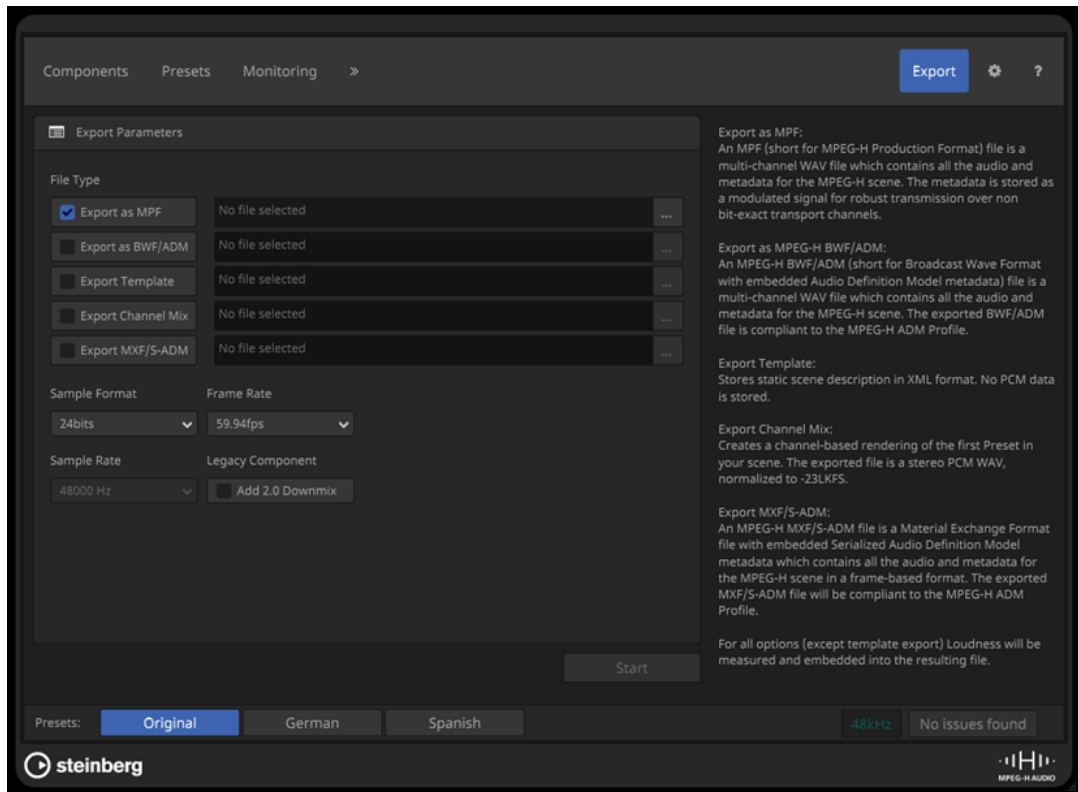 Components Presets Monitoring » Export ?
Export Parameters
File Type
Export as MPF No file selected ...
Export as BWF/ADM No file selected ...
Export Template No file selected ...
Export Channel Mix No file selected ...
Export MXF/S-ADM No file selected ...
Sample Format Frame Rate
24bits 59.94fps
Sample Rate Legacy Component
48000 Hz Add 2.0 Downmix
Start
Export as MPF:
An MPF (short for MPEG-H Production Format) file is a
multi-channel WAV file which contains all the audio and
metadata for the MPEG-H scene. The metadata is stored as
a modulated signal for robust transmission over non
bit-exact transport channels.
Export as MPEG-H BWF/ADM:
An MPEG-H BWF/ADM (short for Broadcast Wave Format
with embedded Audio Definition Model metadata) file is a
multi-channel WAV file which contains all the audio and
metadata for the MPEG-H scene. The exported BWF/ADM
file is compliant to the MPEG-H ADM Profile.
Export Template:
Stores static scene description in XML format. No PCM data
is stored.
Export Channel Mix:
Creates a channel-based rendering of the first Preset in
your scene. The exported file is a stereo PCM WAV,
normalized to -23LKFS.
Export MXF/S-ADM:
An MPEG-H MXF/S-ADM file is a Material Exchange Format
file with embedded Serialized Audio Definition Model
metadata which contains all the audio and metadata for
the MPEG-H scene in a frame-based format. The exported
MXF/S-ADM file will be compliant to the MPEG-H ADM
Profile.
For all options (except template export) Loudness will be
measured and embedded into the resulting file.
Presets: Original German Spanish 48kHz No issues found
steinberg
H
MPEG-H AUDIO